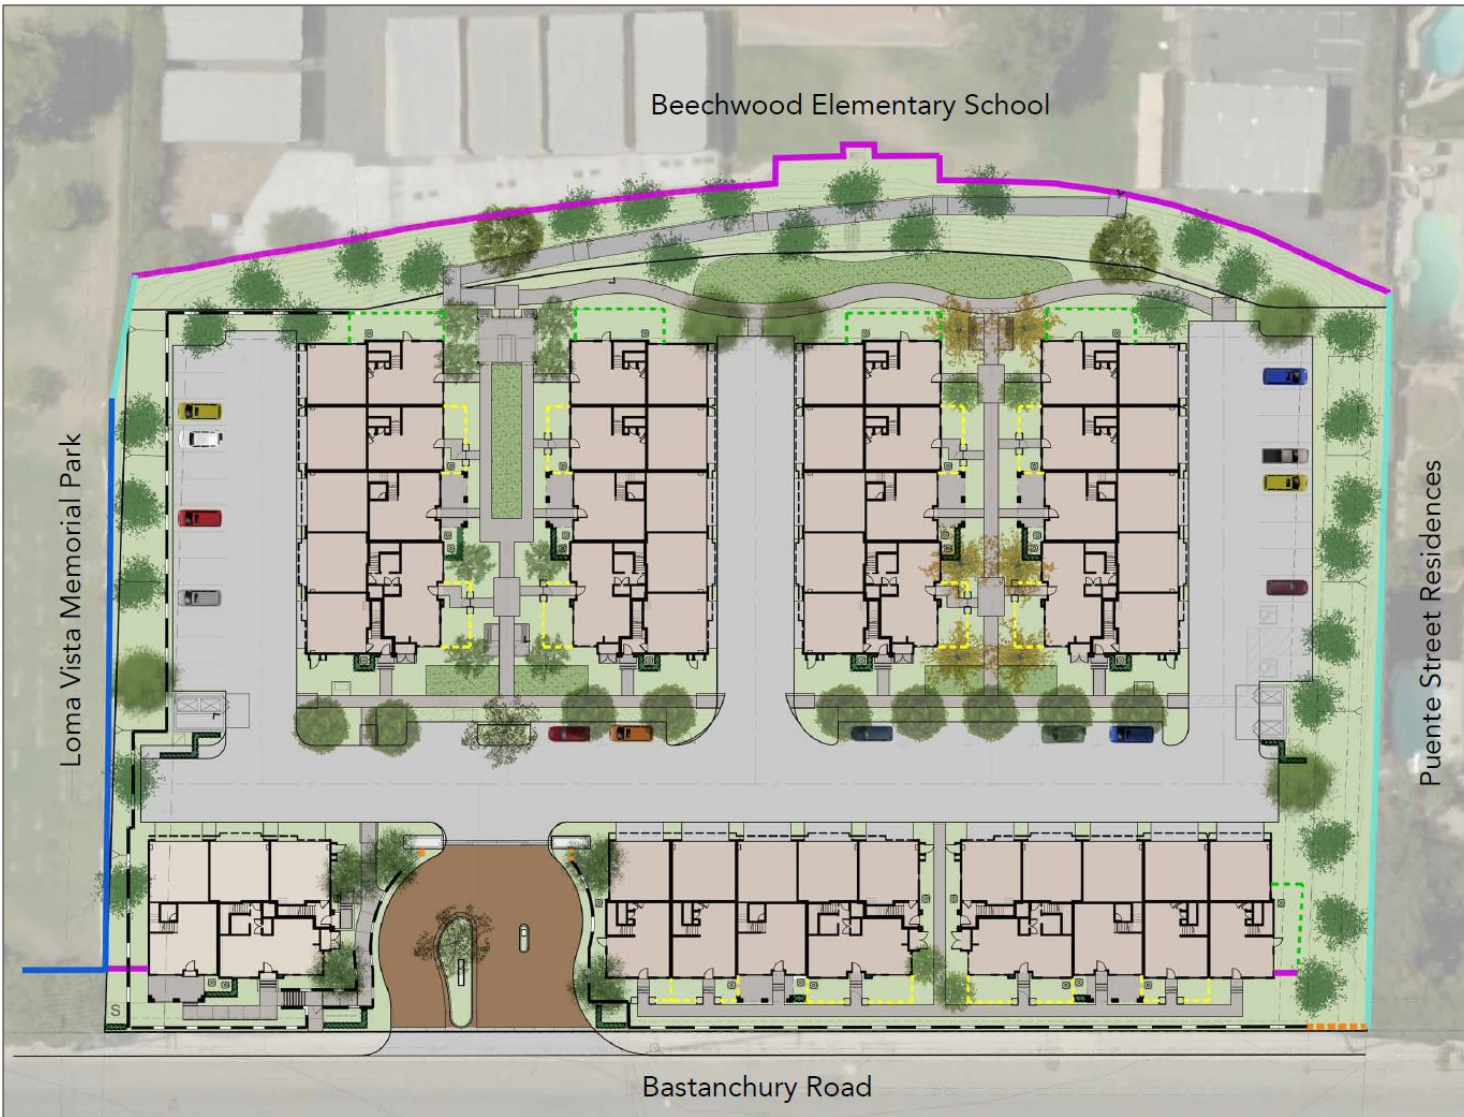 Beechwood Elementary School
Loma Vista Memorial Park
Puente Street Residences
S
Bastanchury Road